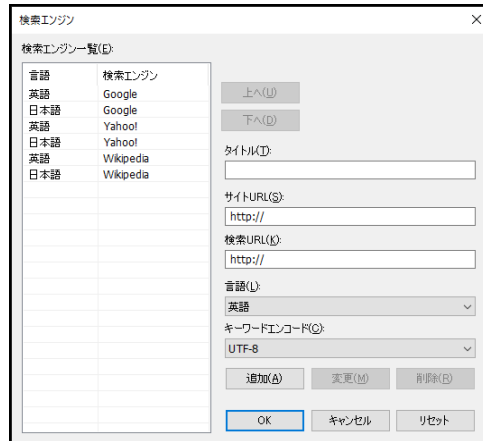 検索エンジン
検索エンジン一覧(E):
言語 検索エンジン
英語 Google
日本語 Google
英語 Yahoo!
日本語 Yahoo!
英語 Wikipedia
日本語 Wikipedia
上へ(U)
下へ(D)
タイトル(T):
サイトURL(S):
http://
検索URL(K):
http://
言語(L):
英語
キーワードエンコード(C):
UTF-8
追加(A) 変更(M) 削除(R)
OK キャンセル リセット